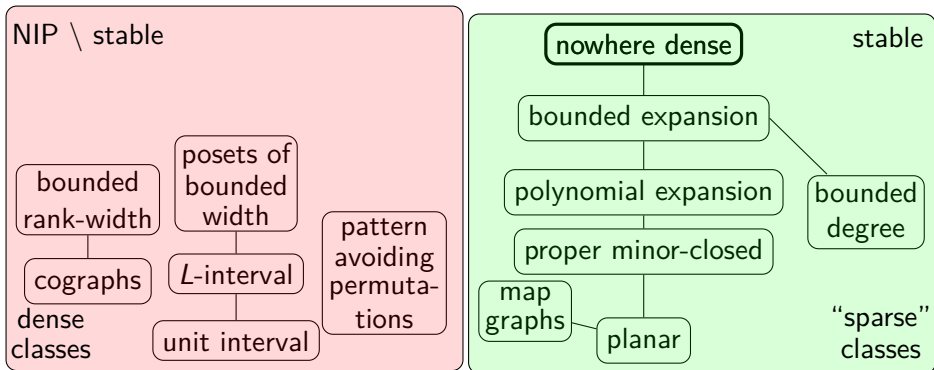 NIP \ stable
posets of
bounded
width
bounded
rank-width
pattern
avoiding
permuta-
tions
cographs
L-interval
unit interval
dense
classes
nowhere dense
stable
bounded expansion
polynomial expansion
bounded
degree
proper minor-closed
map
graphs
planar
“sparse”
classes